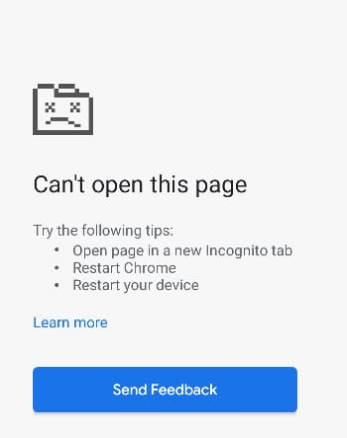 Can't open this page
Try the following tips:
• Open page in a new Incognito tab
• Restart Chrome
• Restart your device
Learn more
Send Feedback